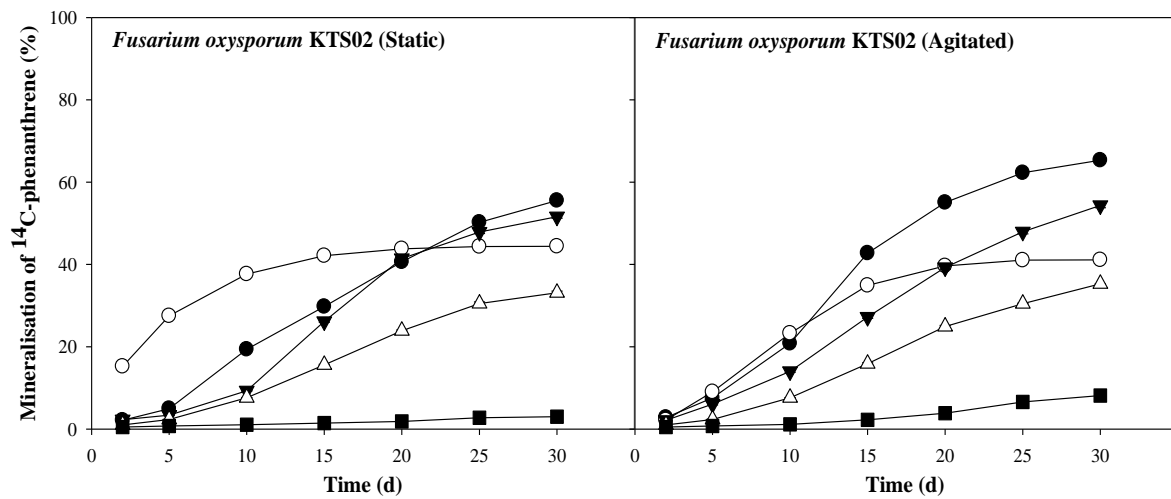 Fusarium oxysporum KTS02 (Static)
Fusarium oxysporum KTS02 (Agitated)
Mineralisation of ¹⁴C-phenanthrene (%)
100
80
60
40
20
0
0 5 10 15 20 25 30
0 5 10 15 20 25 30
Time (d)
Time (d)